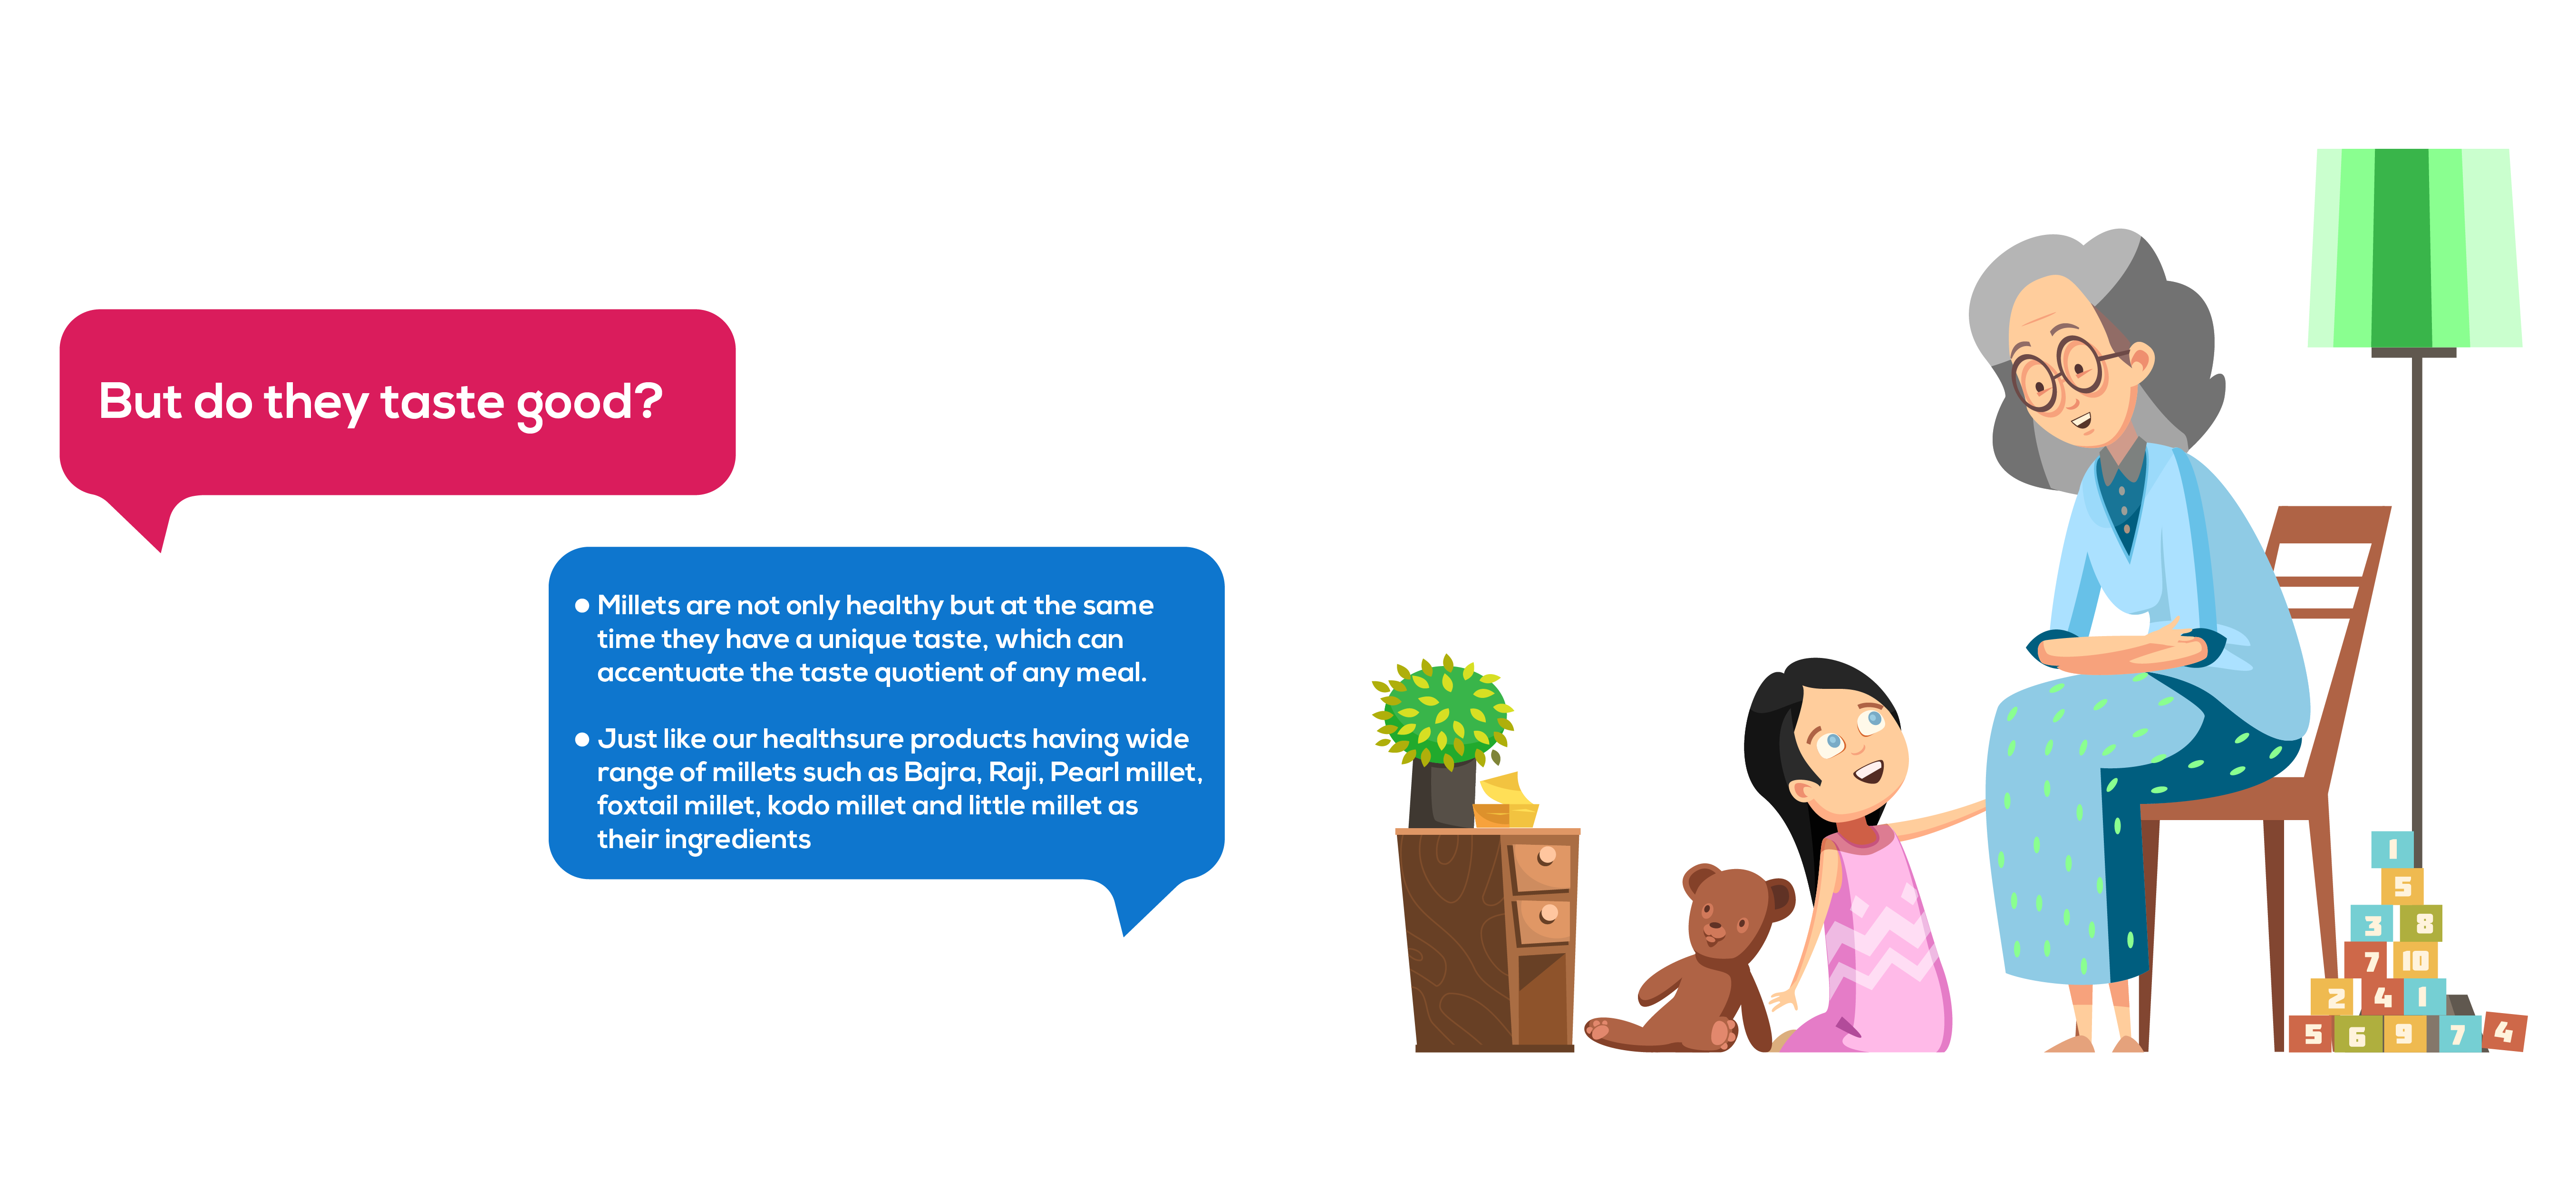 But do they taste good?
● Millets are not only healthy but at the same
time they have a unique taste, which can
accentuate the taste quotient of any meal.
● Just like our healthsure products having wide
range of millets such as Bajra, Raji, Pearl millet,
foxtail millet, kodo millet and little millet as
their ingredients
1
5
3 8
7 10
2 4 1
5 6 9 7 4